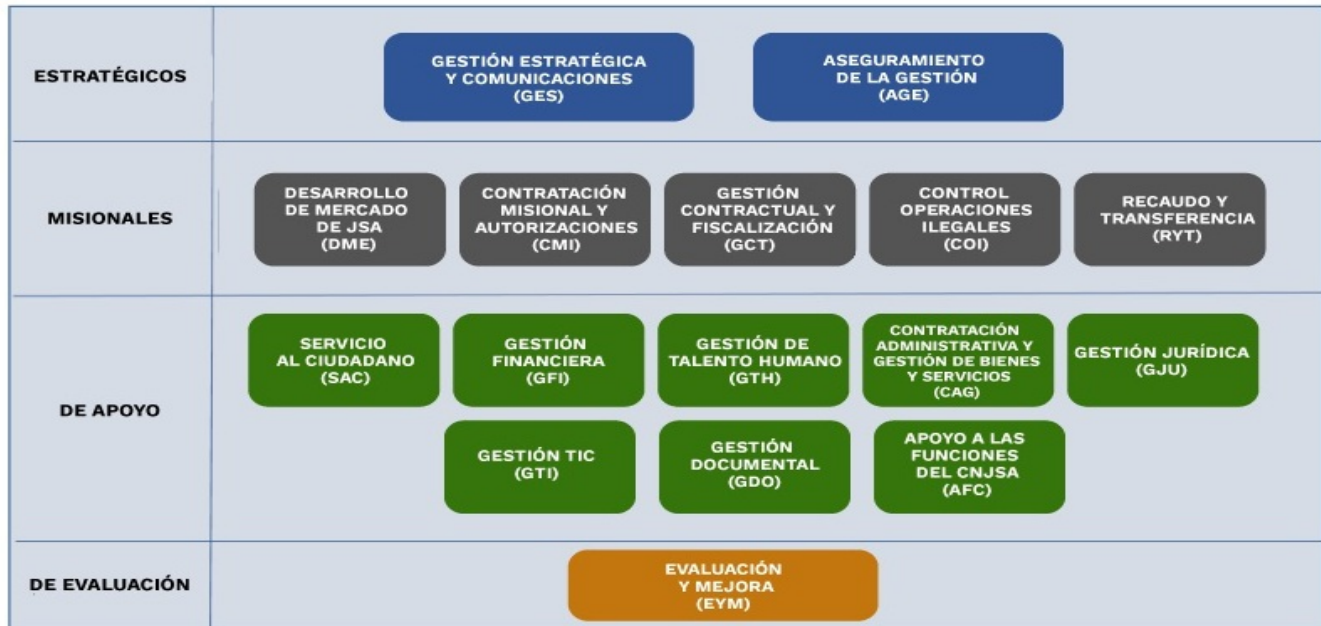 ESTRATÉGICOS
GESTIÓN ESTRATÉGICA
Y COMUNICACIONES
(GES)
ASEGURAMIENTO
DE LA GESTIÓN
(AGE)
MISIONALES
DESARROLLO
DE MERCADO
DE JSA
(DME)
CONTRATACIÓN
MISIONAL Y
AUTORIZACIONES
(CMI)
GESTIÓN
CONTRACTUAL Y
FISCALIZACIÓN
(GCT)
CONTROL
OPERACIONES
ILEGALES
(COI)
RECAUDO Y
TRANSFERENCIA
(RYT)
DE APOYO
SERVICIO
AL CIUDADANO
(SAC)
GESTIÓN
FINANCIERA
(GFI)
GESTIÓN DE
TALENTO HUMANO
(GTH)
CONTRATACIÓN
ADMINISTRATIVA Y
GESTIÓN DE BIENES
Y SERVICIOS
(CAG)
GESTIÓN JURÍDICA
(GJU)
GESTIÓN TIC
(GTI)
GESTIÓN
DOCUMENTAL
(GDO)
APOYO A LAS
FUNCIONES
DEL CNJSA
(AFC)
DE EVALUACIÓN
EVALUACIÓN
Y MEJORA
(EYM)